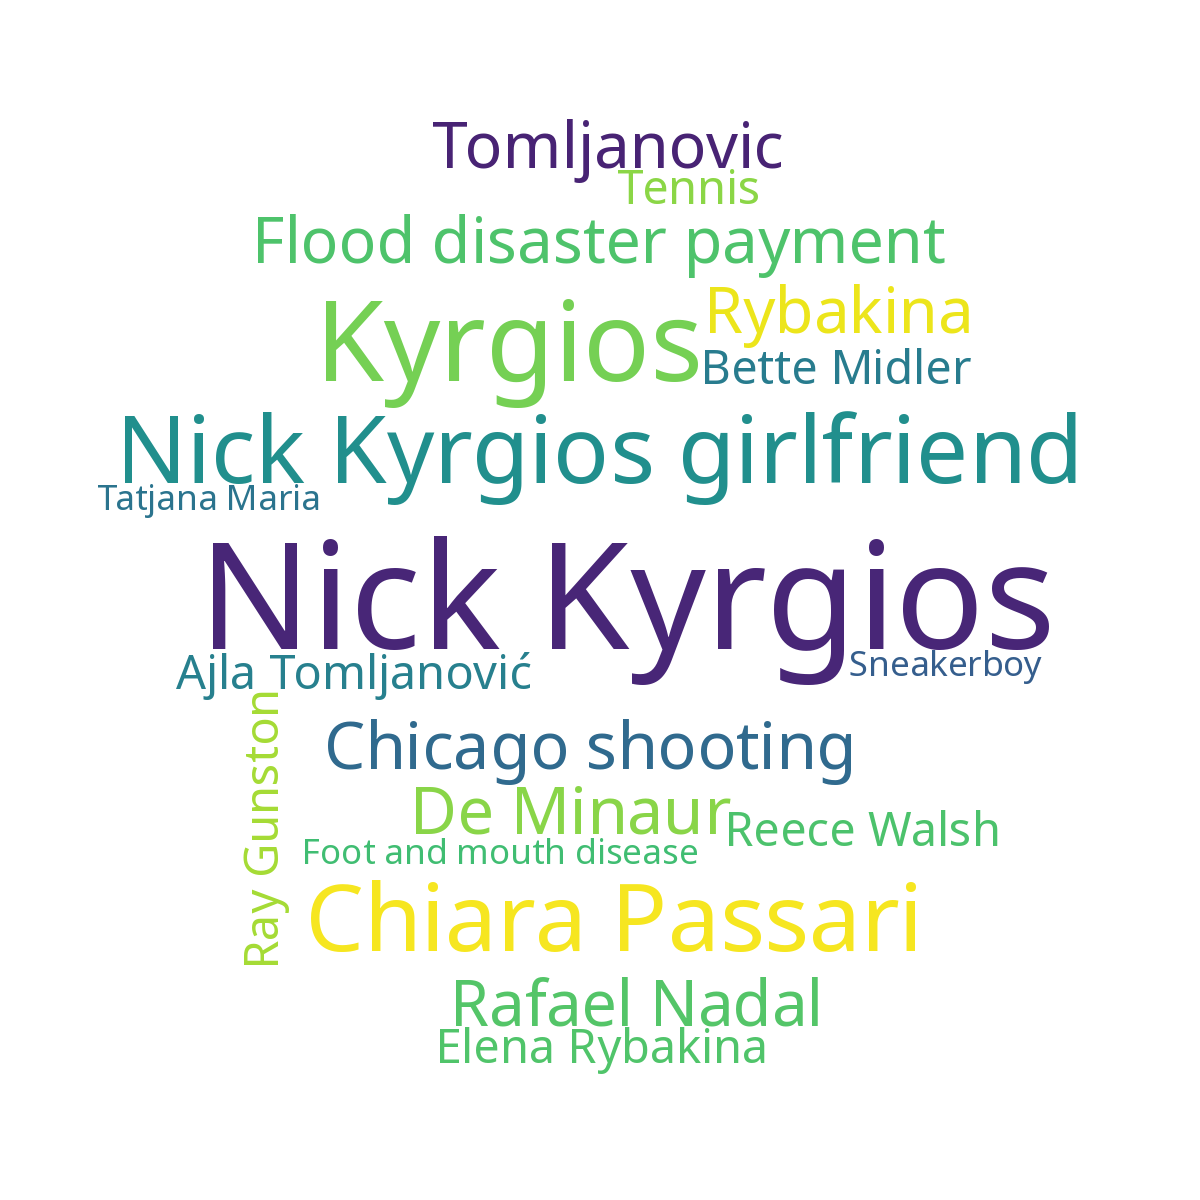 Tomljanovic
Tennis
Flood disaster payment
Rybakina
Kyrgios
Bette Midler
Nick Kyrgios girlfriend
Tatjana Maria
Nick Kyrgios
Ajla Tomljanović
Sneakerboy
Ray Gunston
Chicago shooting
De Minaur
Reece Walsh
Foot and mouth disease
Chiara Passari
Rafael Nadal
Elena Rybakina